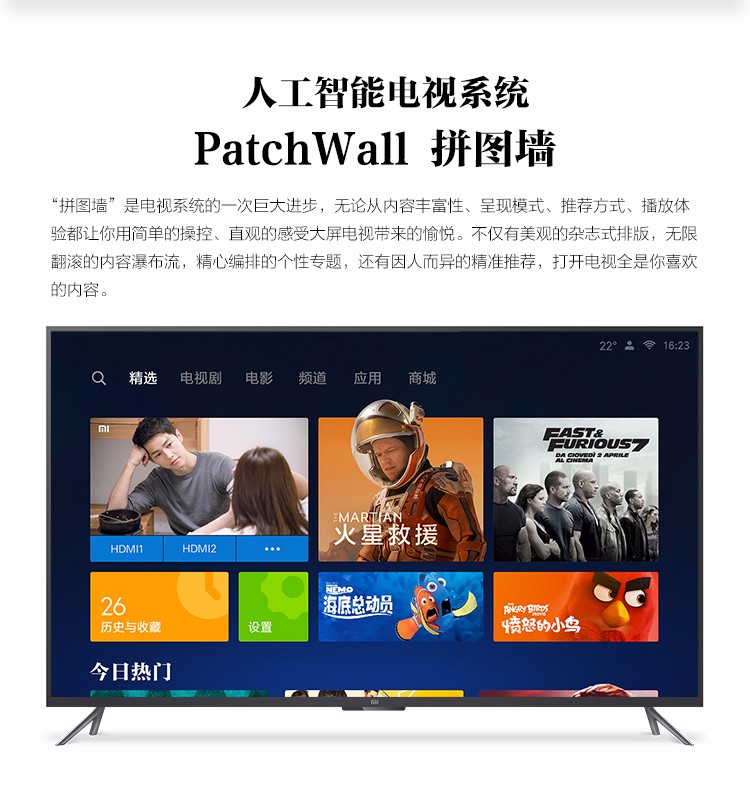 人工智能电视系统
PatchWall 拼图墙
“拼图墙”是电视系统的一次巨大进步，无论从内容丰富性、呈现模式、推荐方式、播放体
验都让你用简单的操控、直观的感受大屏电视带来的愉悦。不仅有美观的杂志式排版，无限
翻滚的内容瀑布流，精心编排的个性专题，还有因人而异的精准推荐，打开电视全是你喜欢
的内容。
22° 16:23
精选 电视剧 电影 频道 应用 商城
mi
HDMI1 HDMI2 •••
THE MARTIAN
火星救援
FAST&
FURIOUS7
DA GIOVEDÌ 2 APRILE
AL CINEMA
26
历史与收藏
设置
NEMO
海底总动员
THE
ANGRY BIRDS
MOVIE
愤怒的小鸟
今日热门
mi